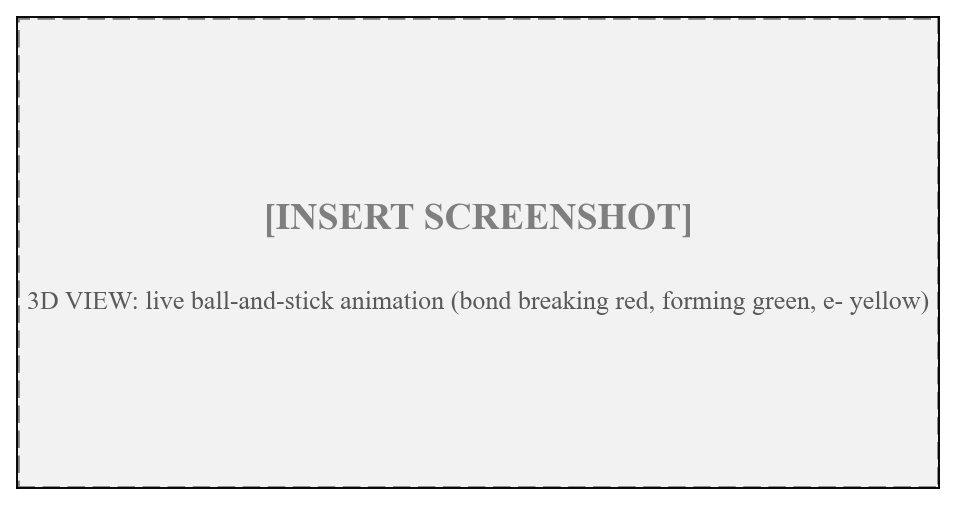 [INSERT SCREENSHOT]
3D VIEW: live ball-and-stick animation (bond breaking red, forming green, e- yellow)